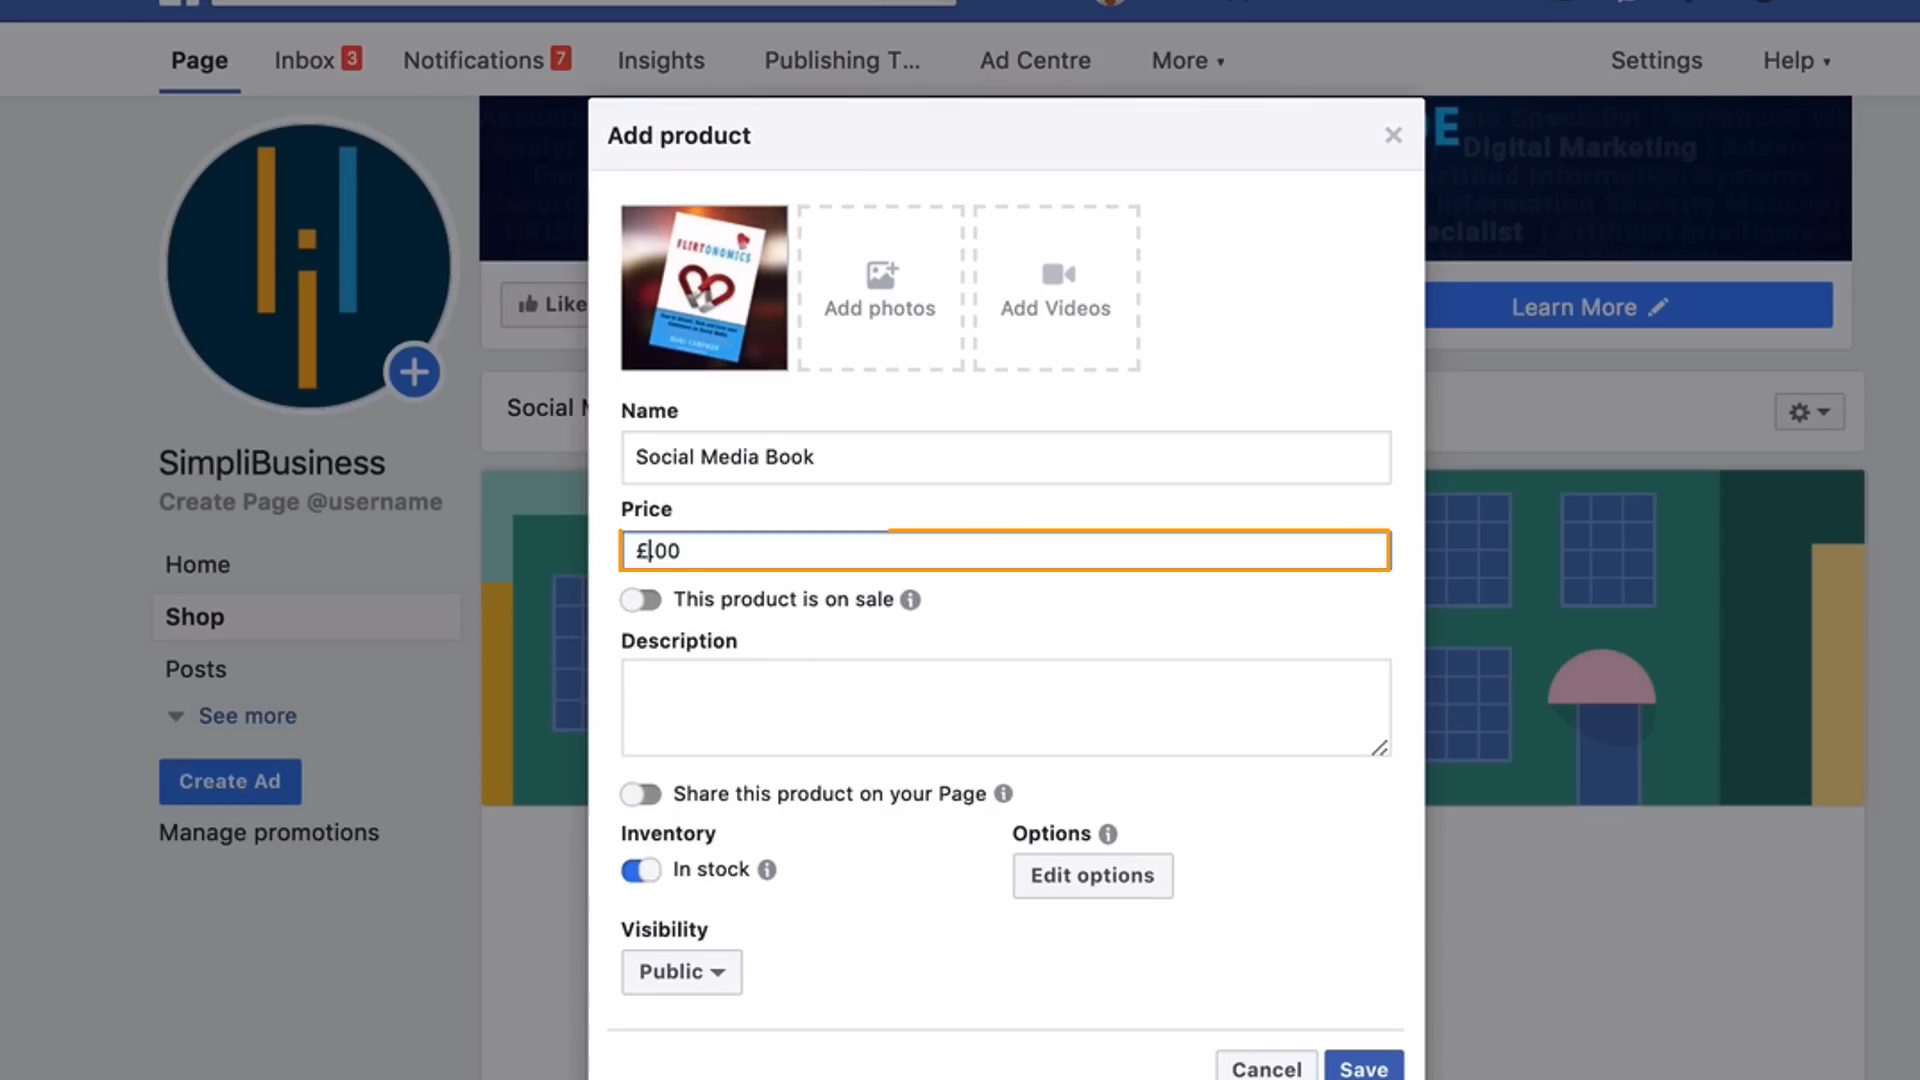 Page
Inbox 3
Notifications 7
Insights
Publishing T...
Ad Centre
More
Settings
Help
Add product
E
Digital Marketing
FLIRTONOMICS
Add photos
Add Videos
Like
Learn More
Name
Social M
Social Media Book
SimpliBusiness
Create Page @username
Price
£.00
Home
This product is on sale
Shop
Description
Posts
See more
Create Ad
Share this product on your Page
Manage promotions
Inventory
Options
In stock
Edit options
Visibility
Public
Cancel
Save